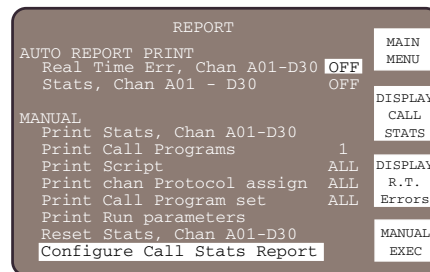 REPORT
AUTO REPORT PRINT
Real Time Err, Chan A01-D30 OFF
Stats, Chan A01 - D30 OFF
MANUAL
Print Stats, Chan A01-D30
Print Call Programs 1
Print Script ALL
Print chan Protocol assign ALL
Print Call Program set ALL
Print Run parameters
Reset Stats, Chan A01-D30
Configure Call Stats Report
MAIN
MENU
DISPLAY
CALL
STATS
DISPLAY
R.T.
Errors
MANUAL
EXEC